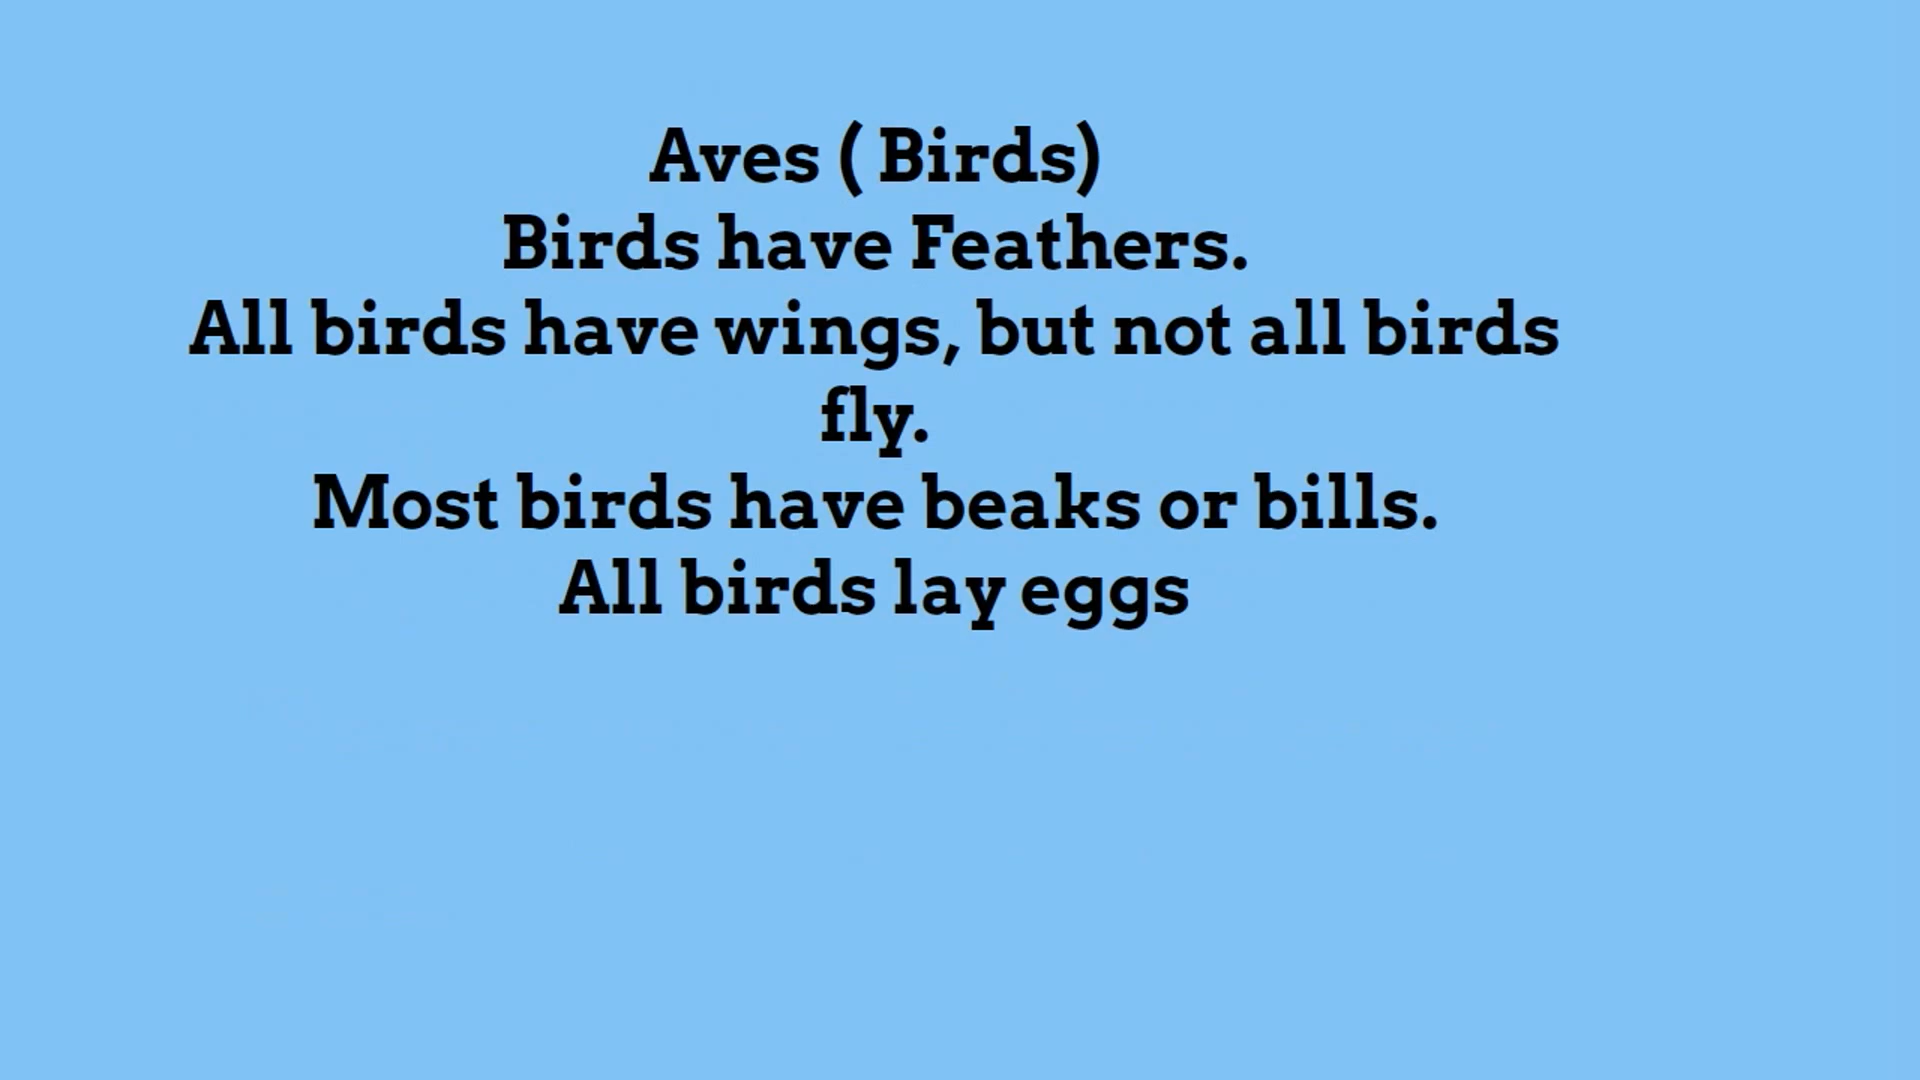 Aves ( Birds)
Birds have Feathers.
All birds have wings, but not all birds
fly.
Most birds have beaks or bills.
All birds lay eggs